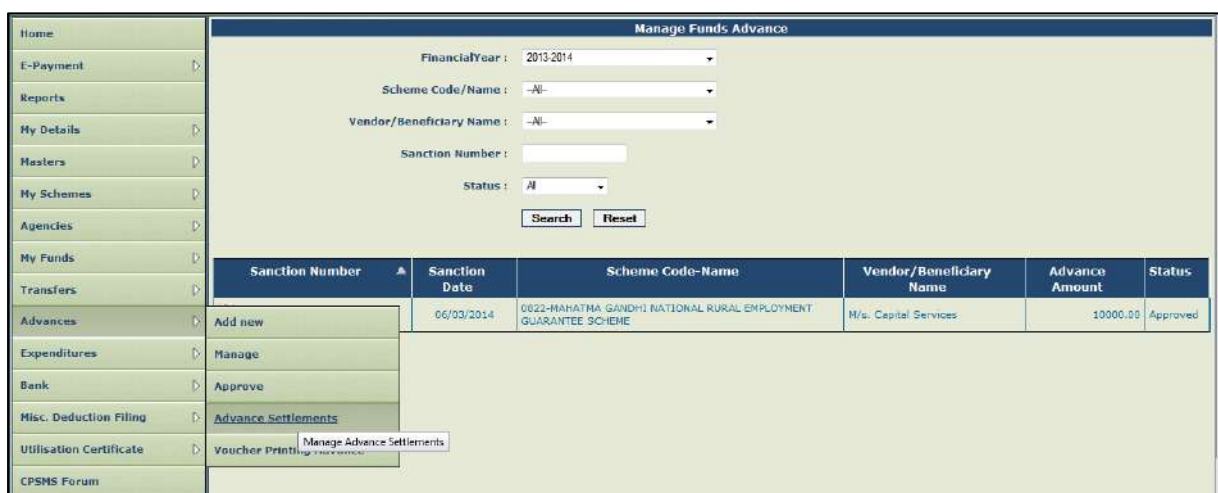 Home
E-Payment
Reports
My Details
Masters
My Schemes
Agencies
My Funds
Transfers
Advances
Expenditures
Bank
Misc. Deduction Filing
Utilisation Certificate
CPSMS Forum
Manage Funds Advance
FinancialYear : 2013-2014
Scheme Code/Name : --All--
Vendor/Beneficiary Name : --All--
Sanction Number :
Status : All
Search Reset
Sanction Number Sanction Date Scheme Code-Name Vendor/Beneficiary Name Advance Amount Status
06/03/2014 0822-MAHATMA GANDHI NATIONAL RURAL EMPLOYMENT GUARANTEE SCHEME M/s. Capital Services 10000.00 Approved
Add new
Manage
Approve
Advance Settlements
Manage Advance Settlements
Voucher Printing